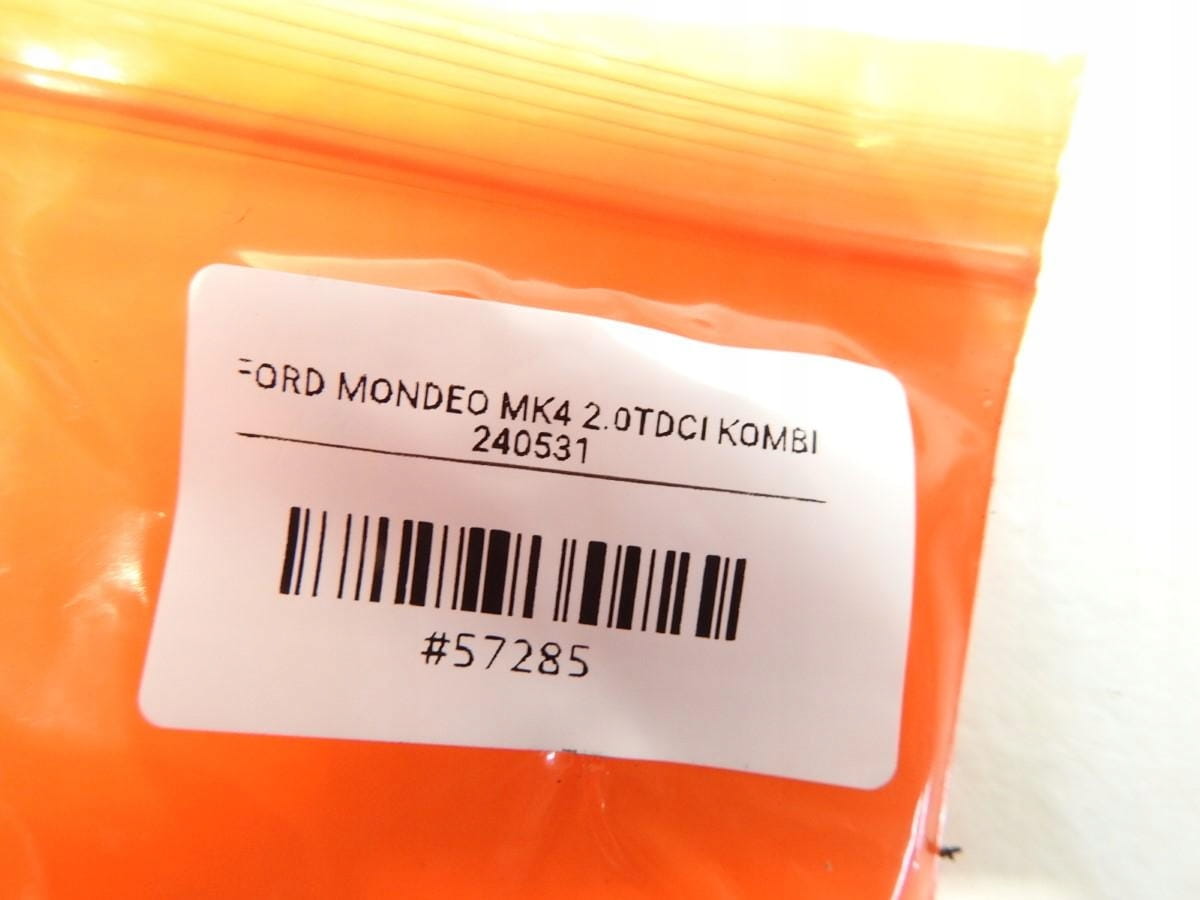 FORD MONDEO MK4 2.0TDCI KOMBI
240531
#57285